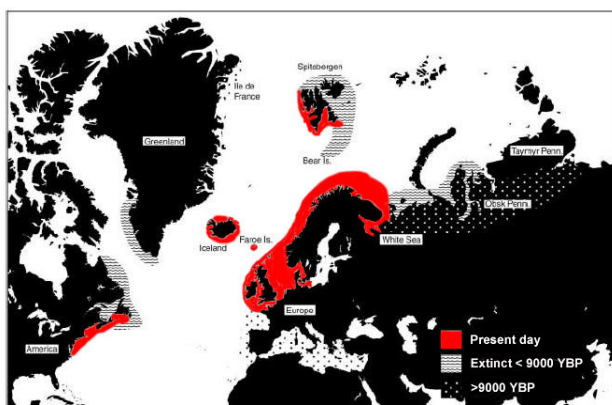 Spitsbergen
Ile de
France
Greenland
Taymyr Penn.
Bear Is.
Obsk Penn.
Faroe Is.
Iceland
White Sea
Europe
America
Present day
Extinct < 9000 YBP
>9000 YBP